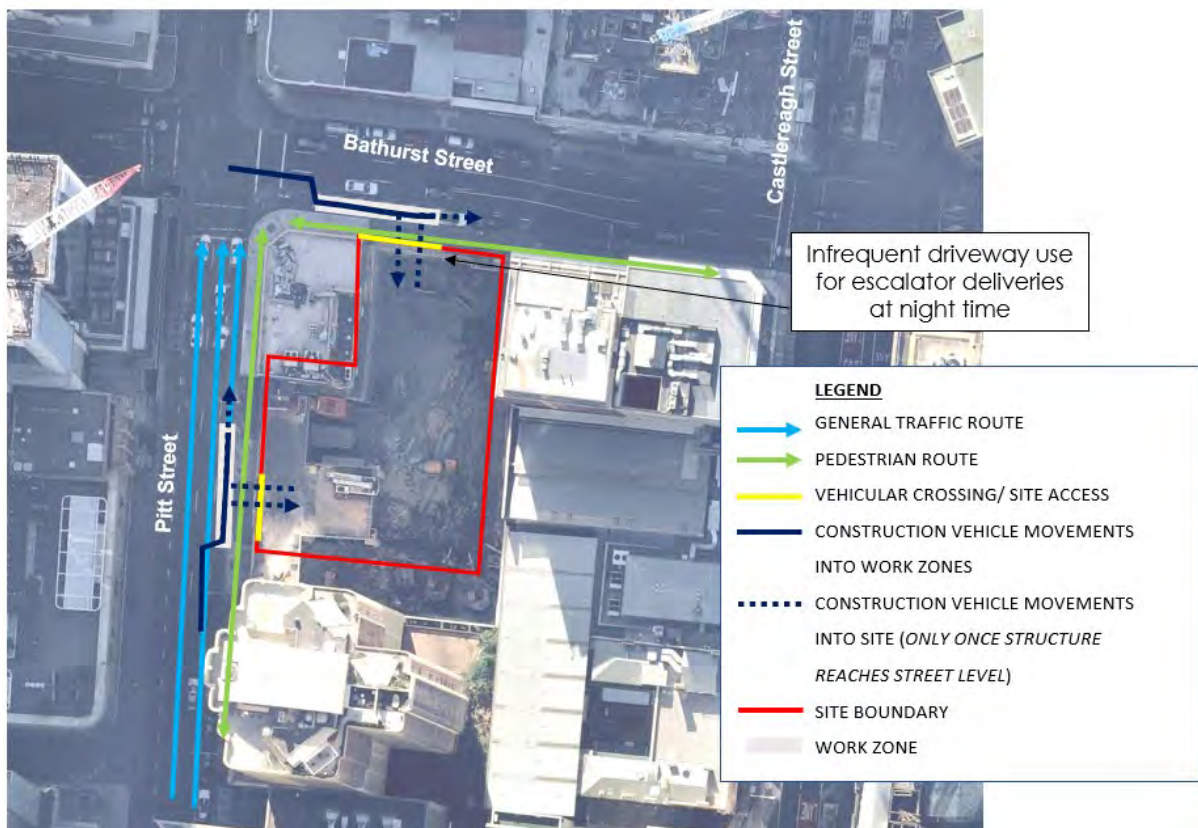 Bathurst Street
Castlereagh Street
Pitt Street
Infrequent driveway use
for escalator deliveries
at night time
LEGEND
GENERAL TRAFFIC ROUTE
PEDESTRIAN ROUTE
VEHICULAR CROSSING/ SITE ACCESS
CONSTRUCTION VEHICLE MOVEMENTS
INTO WORK ZONES
CONSTRUCTION VEHICLE MOVEMENTS
INTO SITE (ONLY ONCE STRUCTURE
REACHES STREET LEVEL)
SITE BOUNDARY
WORK ZONE